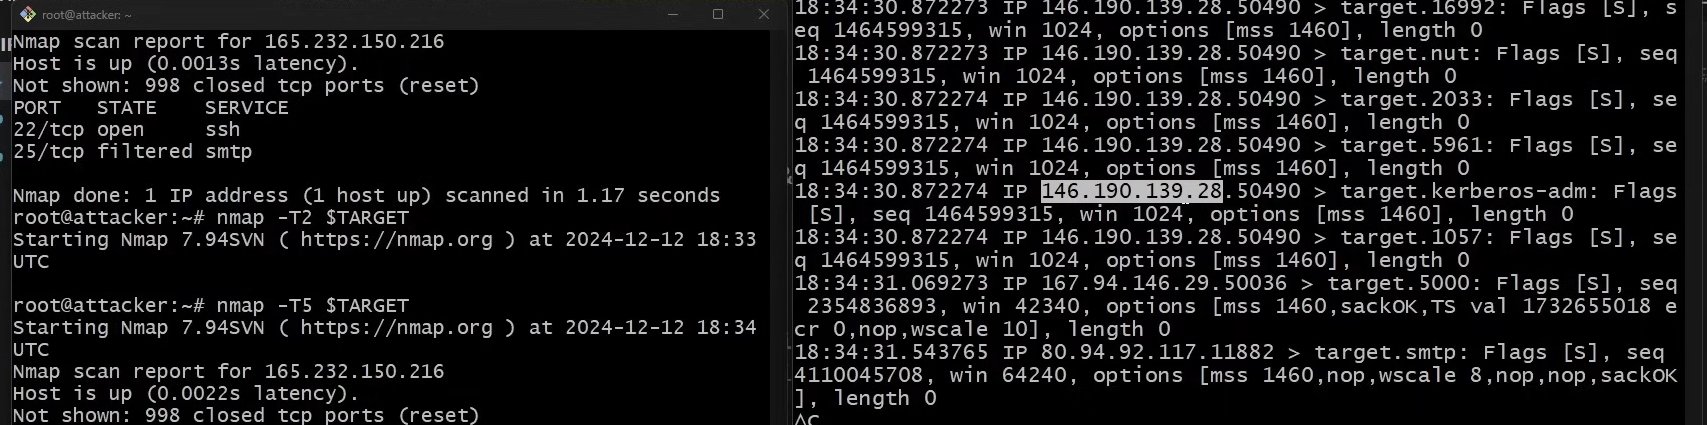 root@attacker: ~
Nmap scan report for 165.232.150.216
Host is up (0.0013s latency).
Not shown: 998 closed tcp ports (reset)
PORT   STATE    SERVICE
22/tcp open     ssh
25/tcp filtered smtp
Nmap done: 1 IP address (1 host up) scanned in 1.17 seconds
root@attacker:~# nmap -T2 $TARGET
Starting Nmap 7.94SVN ( https://nmap.org ) at 2024-12-12 18:33
UTC
root@attacker:~# nmap -T5 $TARGET
Starting Nmap 7.94SVN ( https://nmap.org ) at 2024-12-12 18:34
UTC
Nmap scan report for 165.232.150.216
Host is up (0.0022s latency).
Not shown: 998 closed tcp ports (reset)
18:34:30.872273 IP 146.190.139.28.50490 > target.16992: Flags [S], s
eq 1464599315, win 1024, options [mss 1460], length 0
18:34:30.872273 IP 146.190.139.28.50490 > target.nut: Flags [S], seq
 1464599315, win 1024, options [mss 1460], length 0
18:34:30.872274 IP 146.190.139.28.50490 > target.2033: Flags [S], se
q 1464599315, win 1024, options [mss 1460], length 0
18:34:30.872274 IP 146.190.139.28.50490 > target.5961: Flags [S], se
q 1464599315, win 1024, options [mss 1460], length 0
18:34:30.872274 IP 146.190.139.28.50490 > target.kerberos-adm: Flags
 [S], seq 1464599315, win 1024, options [mss 1460], length 0
18:34:30.872274 IP 146.190.139.28.50490 > target.1057: Flags [S], se
q 1464599315, win 1024, options [mss 1460], length 0
18:34:31.069273 IP 167.94.146.29.50036 > target.5000: Flags [S], seq
 2354836893, win 42340, options [mss 1460,sackOK,TS val 1732655018 e
cr 0,nop,wscale 10], length 0
18:34:31.543765 IP 80.94.92.117.11882 > target.smtp: Flags [S], seq
4110045708, win 64240, options [mss 1460,nop,wscale 8,nop,nop,sackOK
], length 0
^C